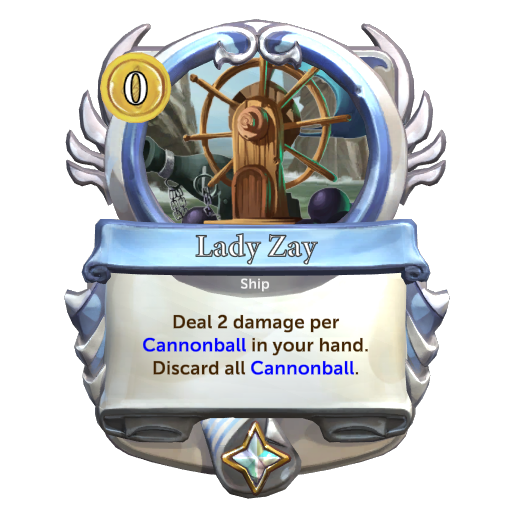 0
Lady Zay
Ship
Deal 2 damage per
Cannonball in your hand.
Discard all Cannonball.